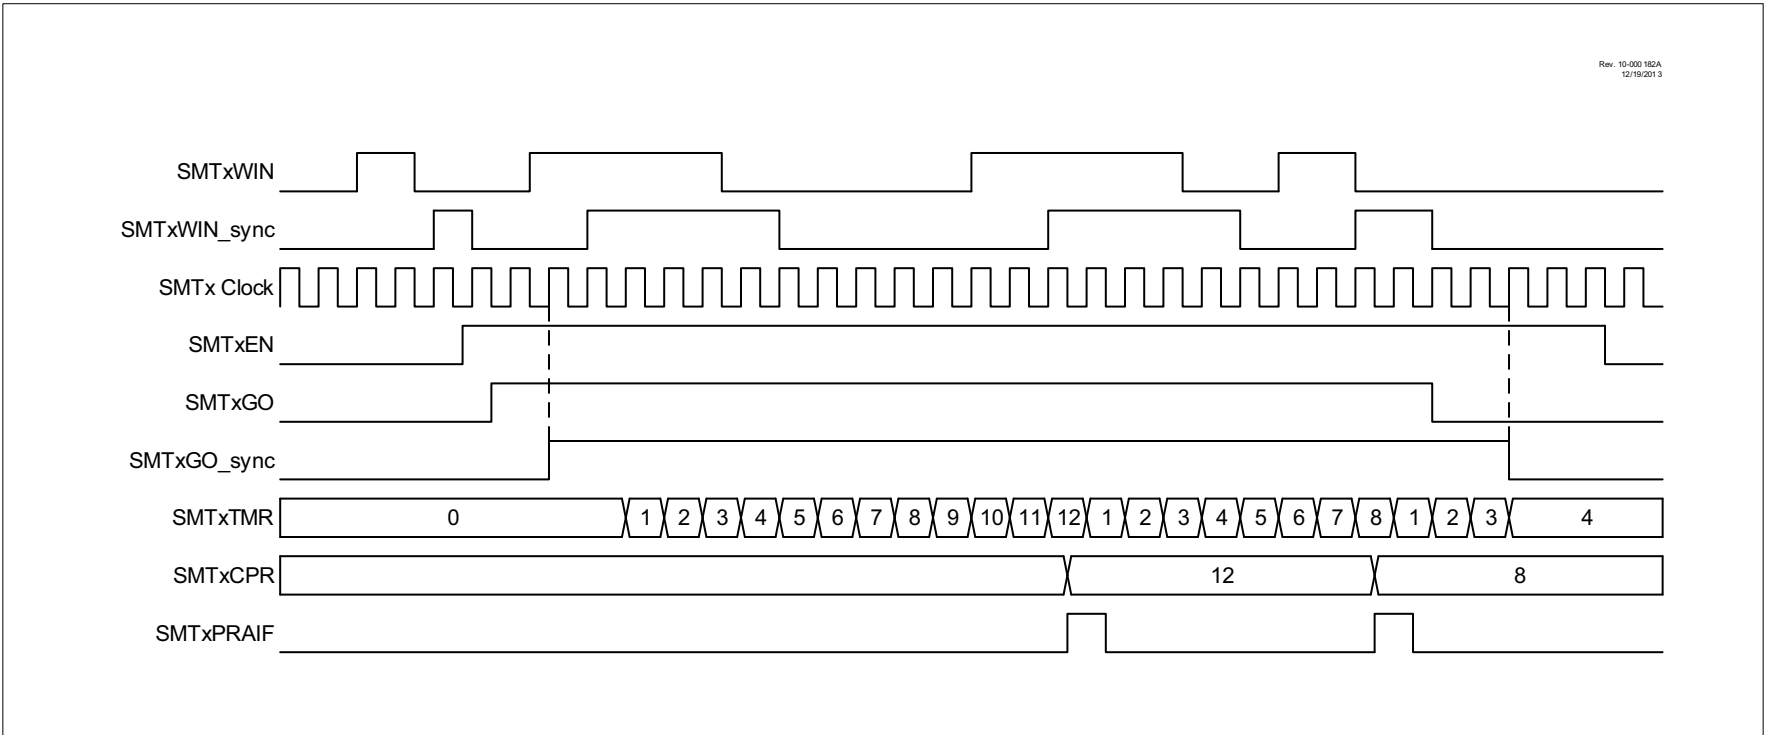 Rev. 10-000 182A
12/19/201 3
SMTxWIN
SMTxWIN_sync
SMTx Clock
SMTxEN
SMTxGO
SMTxGO_sync
SMTxTMR 0 1 2 3 4 5 6 7 8 9 10 11 12 1 2 3 4 5 6 7 8 1 2 3 4
SMTxCPR 12 8
SMTxPRAIF